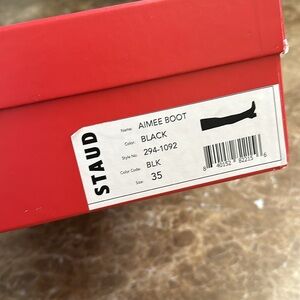 STAUD
Name: AIMEE BOOT
Color: BLACK
Style No: 294-1092
Color Code: BLK
Size: 35